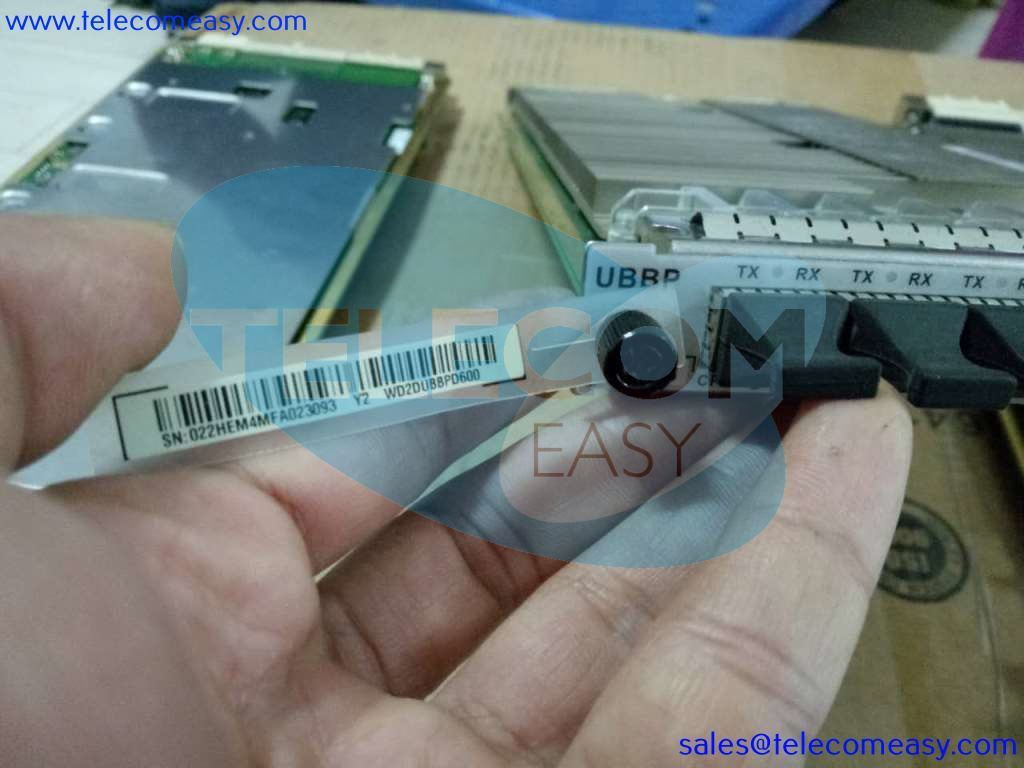 www.telecomeasy.com
UBBP TX RX TX RX TX
TELECOM
EASY
SN:022HEM4MFA023093 Y2 WD2DUBBPD600
sales@telecomeasy.com